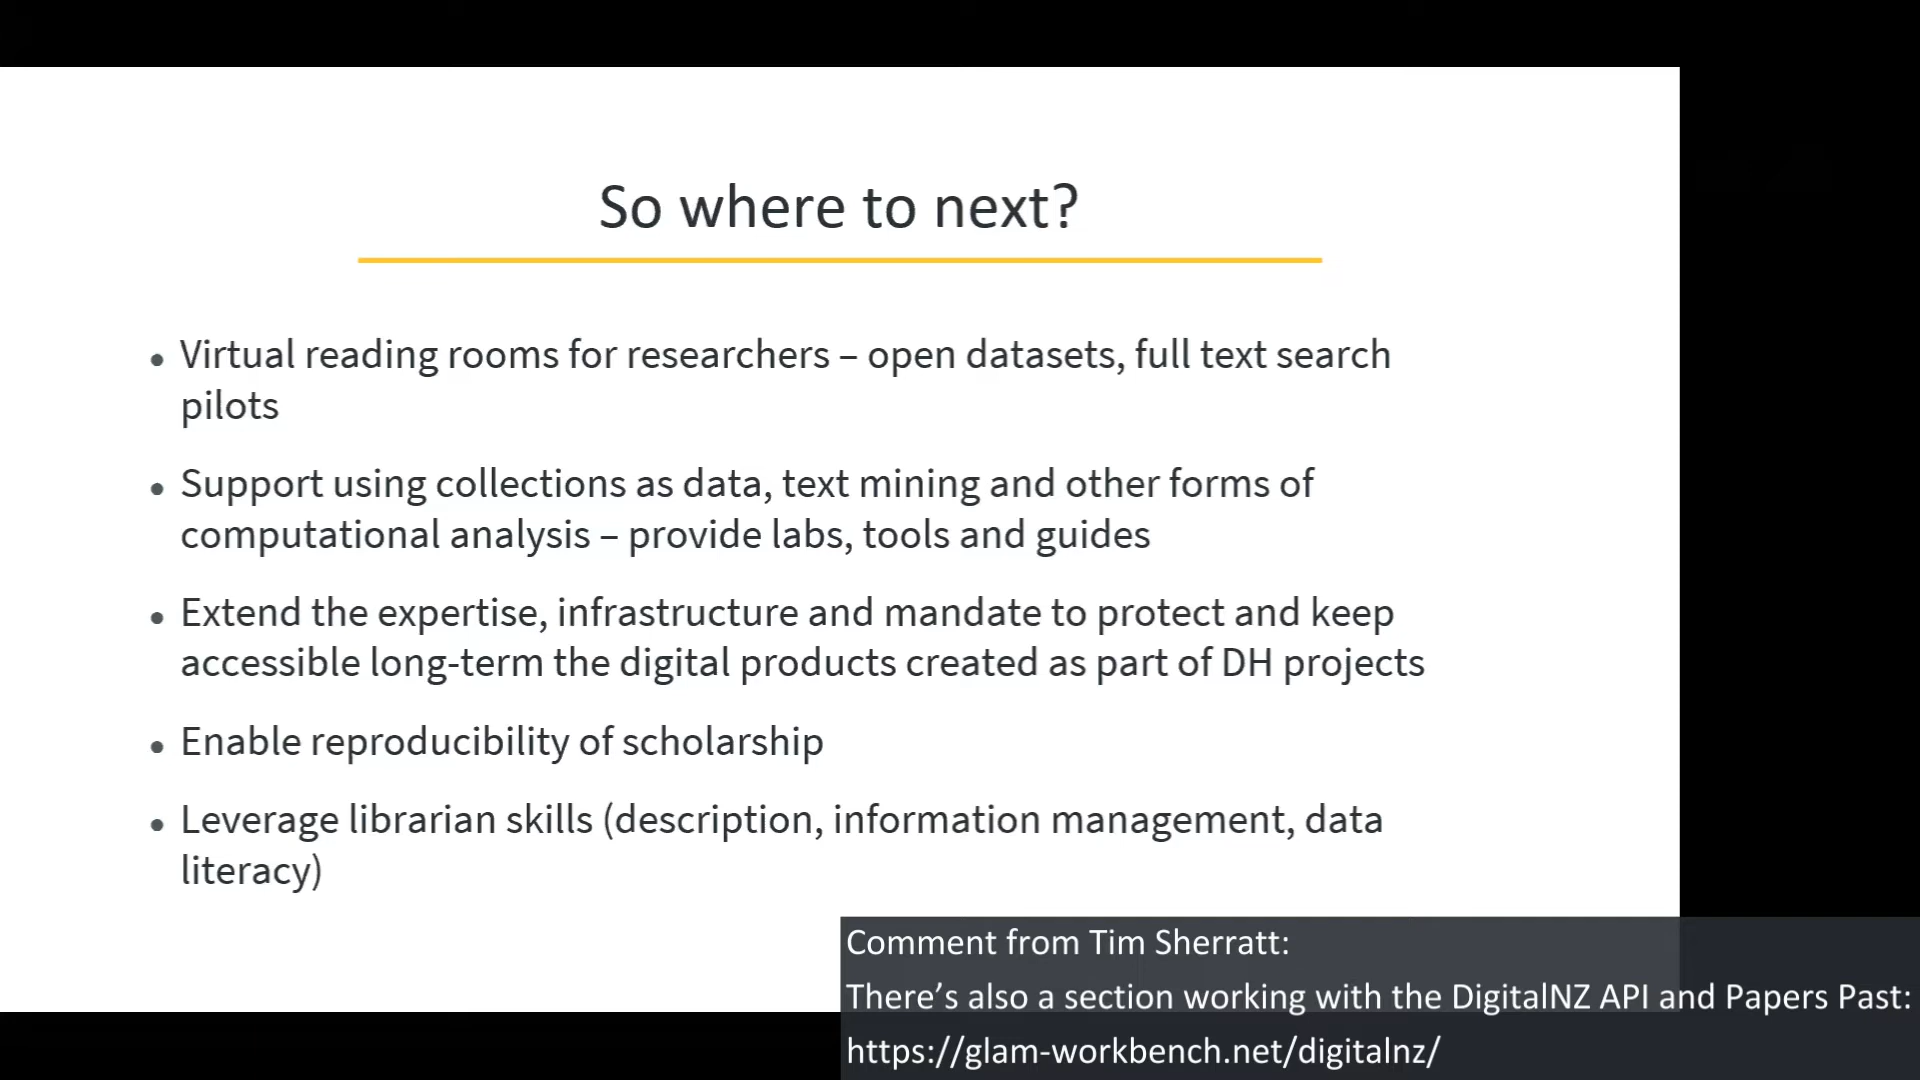 So where to next?
• Virtual reading rooms for researchers – open datasets, full text search
pilots
• Support using collections as data, text mining and other forms of
computational analysis – provide labs, tools and guides
• Extend the expertise, infrastructure and mandate to protect and keep
accessible long-term the digital products created as part of DH projects
• Enable reproducibility of scholarship
• Leverage librarian skills (description, information management, data
literacy)
Comment from Tim Sherratt:
There’s also a section working with the DigitalNZ API and Papers Past:
https://glam-workbench.net/digitalnz/